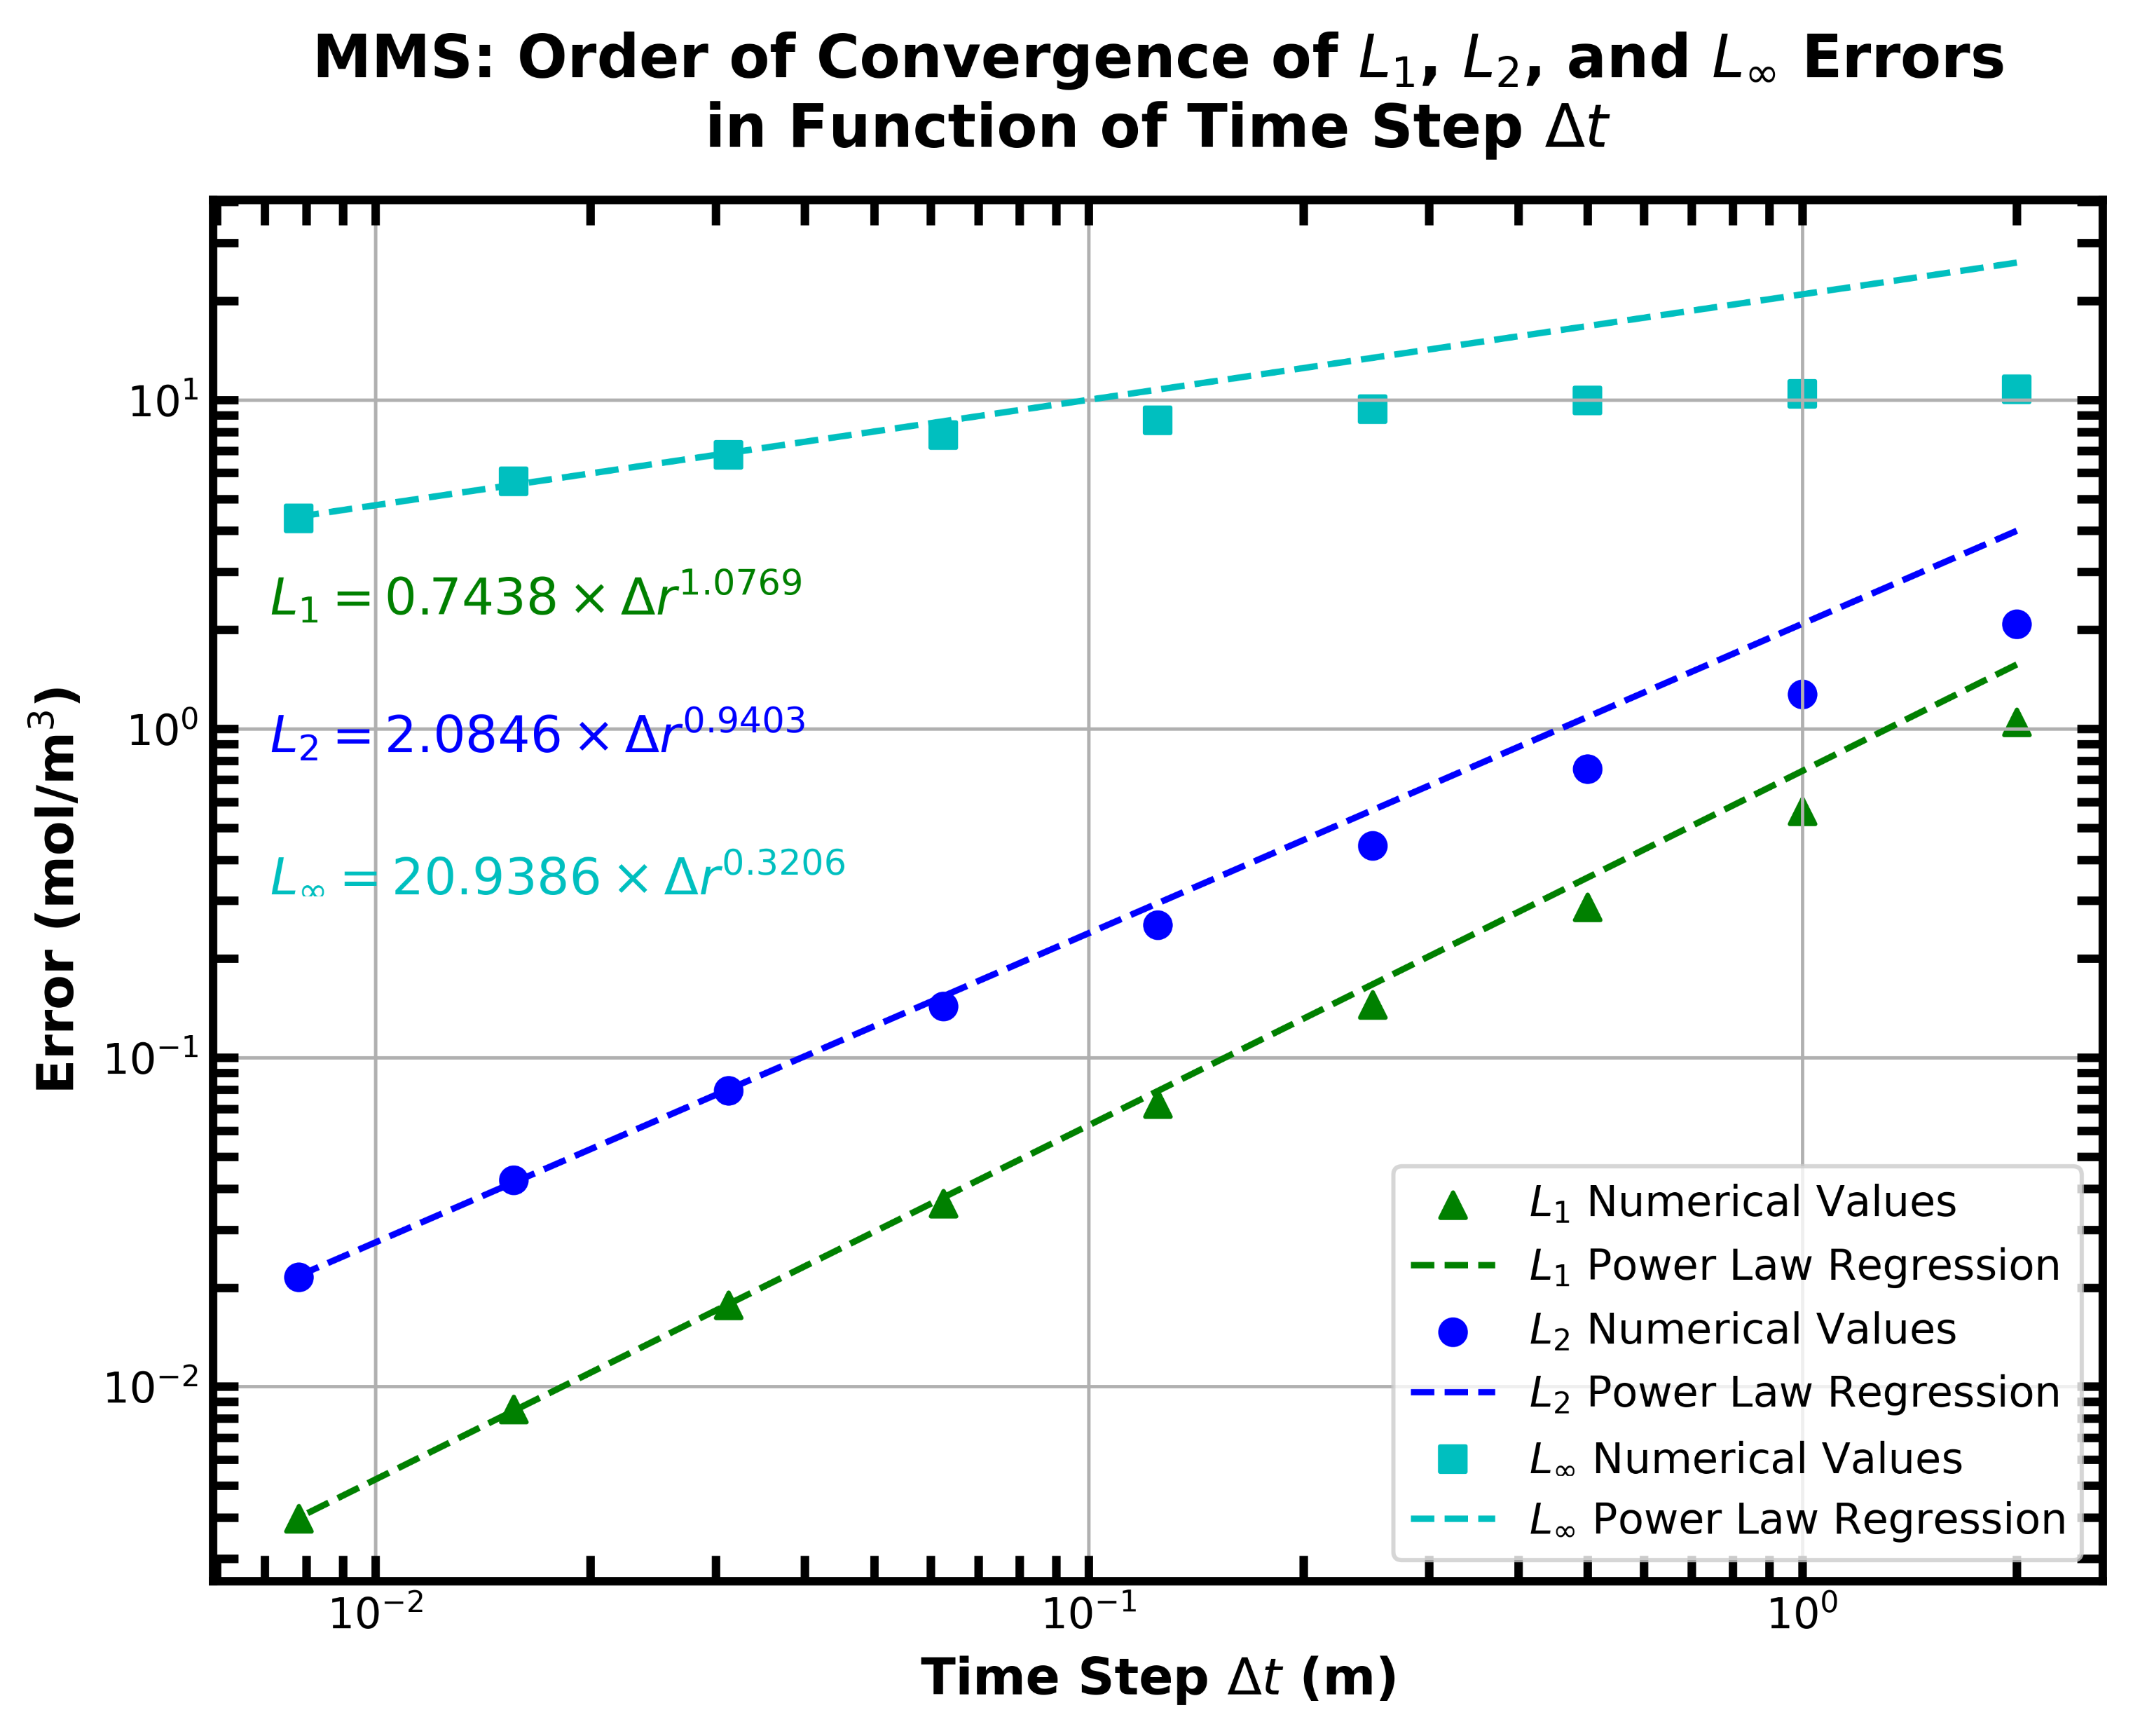 MMS: Order of Convergence of L₁, L₂, and L∞ Errors
in Function of Time Step Δt
10¹
L₁ = 0.7438 × Δr^1.0769
10⁰
L₂ = 2.0846 × Δr^0.9403
L∞ = 20.9386 × Δr^0.3206
Error (mol/m³)
10⁻¹
10⁻²
L₁ Numerical Values
L₁ Power Law Regression
L₂ Numerical Values
L₂ Power Law Regression
L∞ Numerical Values
L∞ Power Law Regression
10⁻²
10⁻¹
10⁰
Time Step Δt (m)